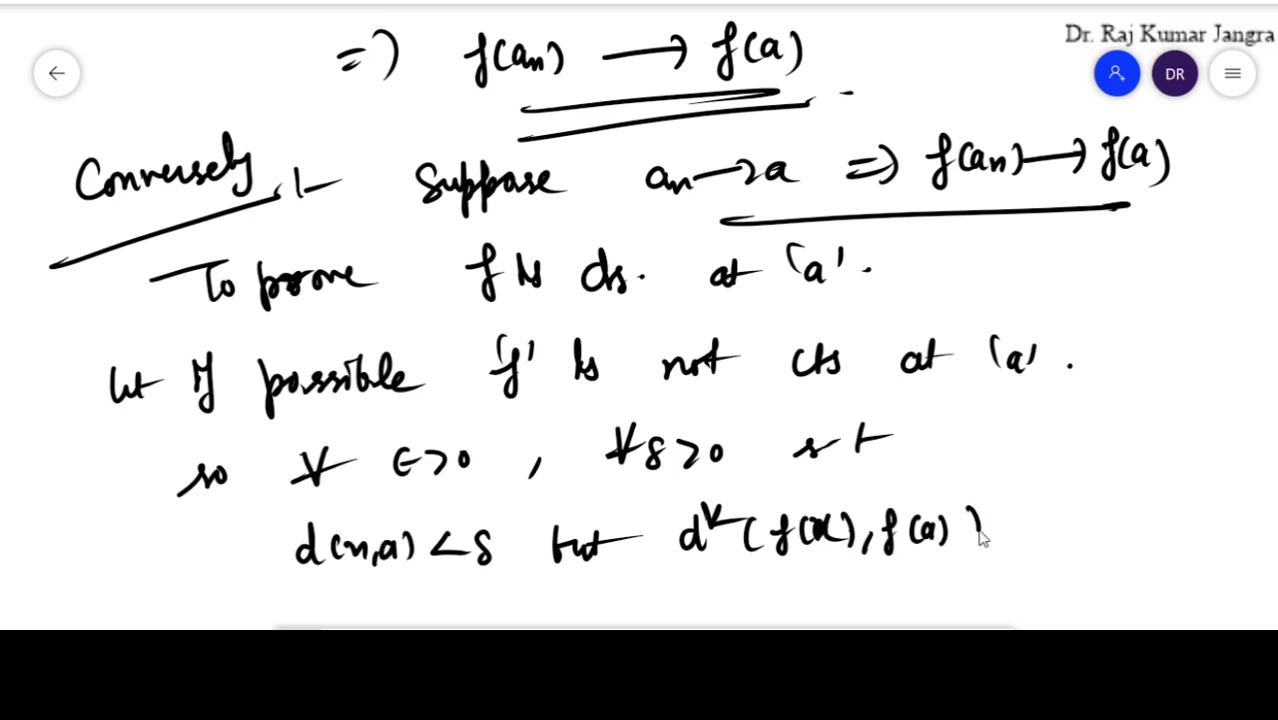 Dr. Raj Kumar Jangra
=> f(an) → f(a)
DR
Conversely :- Suppose an → a => f(an) → f(a)
To prove f is cts. at 'a'.
let if possible 'f' is not cts at 'a'.
so ∀ ϵ>0, ∀ δ>0 s t
d(x,a) < δ but d*(f(x), f(a))